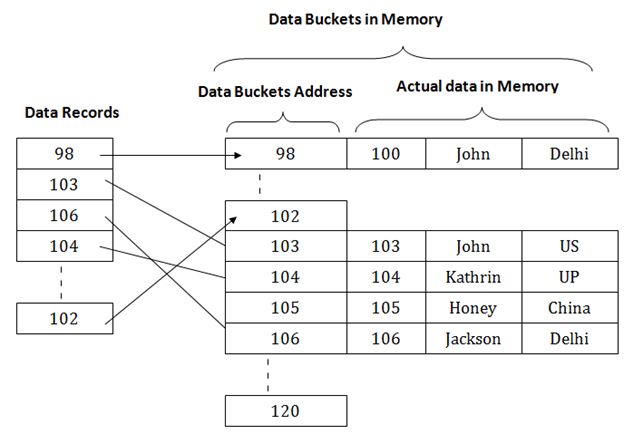 Data Buckets in Memory
Data Buckets Address
Actual data in Memory
Data Records
98
103
106
104
102
98 100 John Delhi
102
103 103 John US
104 104 Kathrin UP
105 105 Honey China
106 106 Jackson Delhi
120